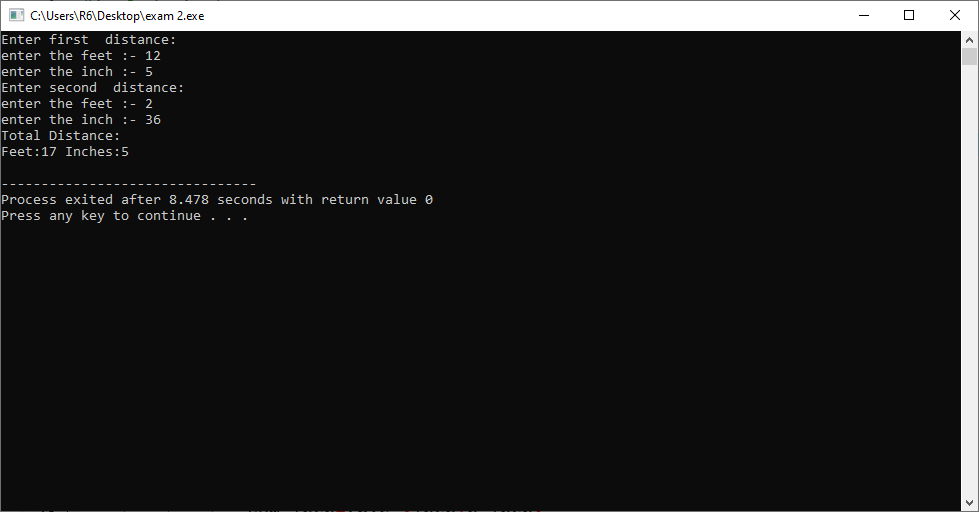 C:\Users\R6\Desktop\exam 2.exe
Enter first  distance:
enter the feet :- 12
enter the inch :- 5
Enter second  distance:
enter the feet :- 2
enter the inch :- 36
Total Distance:
Feet:17 Inches:5
--------------------------------
Process exited after 8.478 seconds with return value 0
Press any key to continue . . .